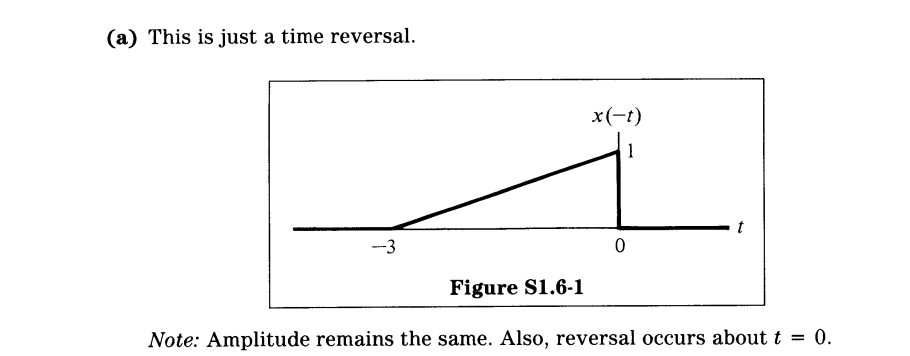 (a) This is just a time reversal.
x(−t)
1
t
−3
0
Figure S1.6-1
Note: Amplitude remains the same. Also, reversal occurs about t = 0.